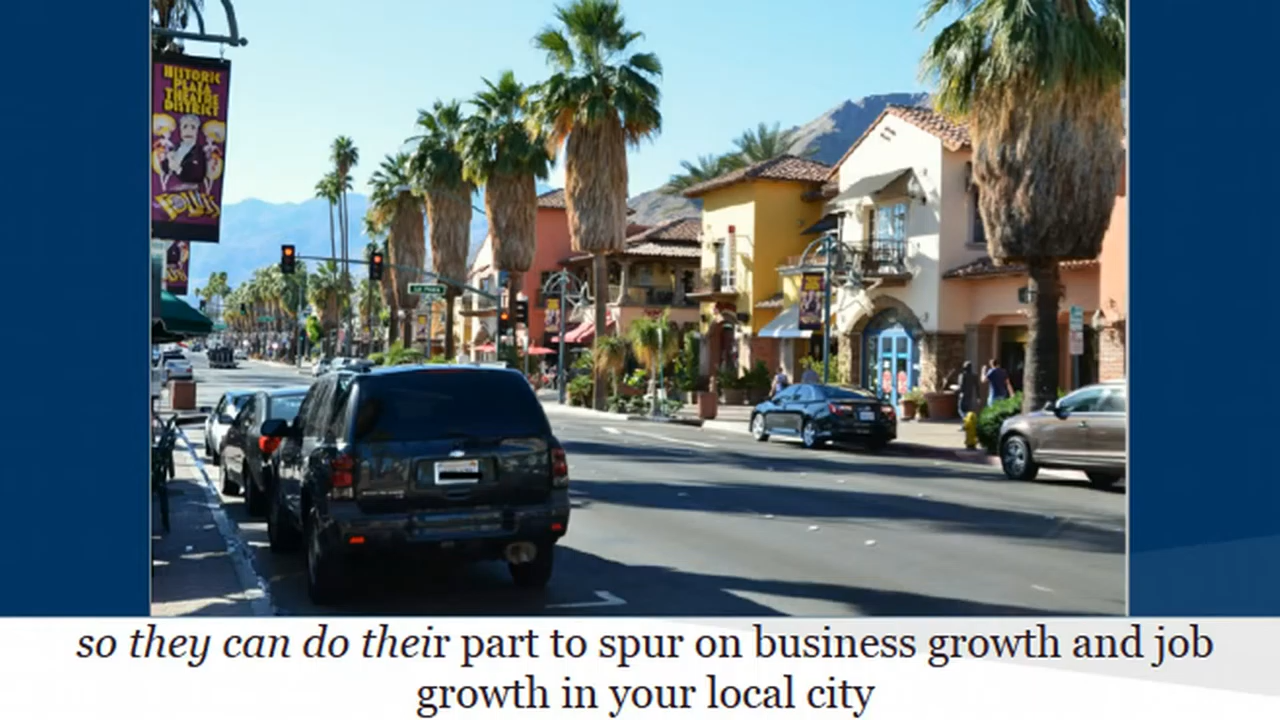 HISTORIC
PLAZA
THEATRE
DISTRICT
FOLLIES
so they can do their part to spur on business growth and job
growth in your local city